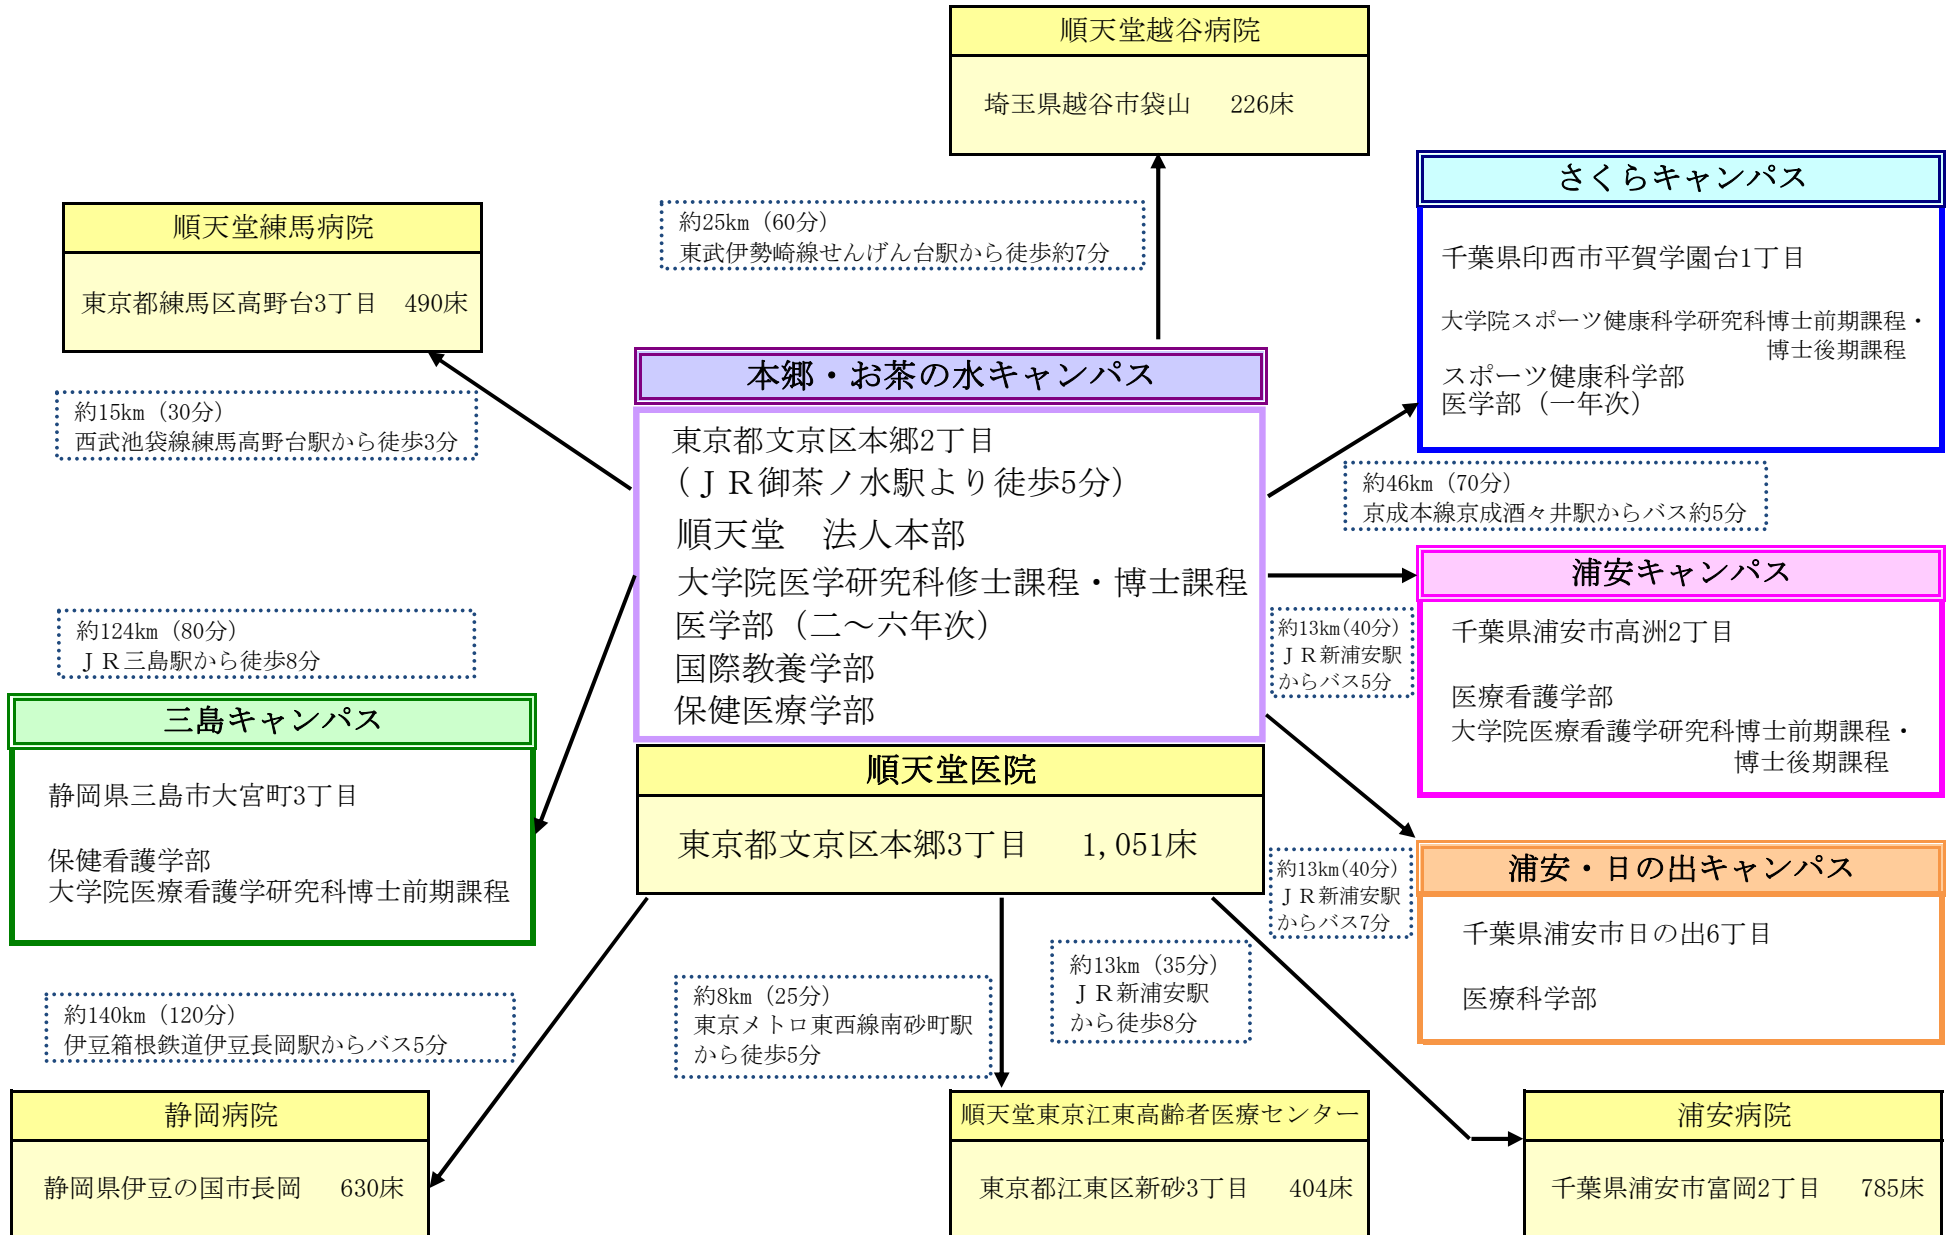 順天堂越谷病院
埼玉県越谷市袋山　226床
約25km（60分）
東武伊勢崎線せんげん台駅から徒歩約7分
順天堂練馬病院
東京都練馬区高野台3丁目　490床
約15km（30分）
西武池袋線練馬高野台駅から徒歩3分
さくらキャンパス
千葉県印西市平賀学園台1丁目
大学院スポーツ健康科学研究科博士前期課程・
博士後期課程
スポーツ健康科学部
医学部（一年次）
約46km（70分）
京成本線京成酒々井駅からバス約5分
本郷・お茶の水キャンパス
東京都文京区本郷2丁目
（ＪＲ御茶ノ水駅より徒歩5分）
順天堂　法人本部
大学院医学研究科修士課程・博士課程
医学部（二～六年次）
国際教養学部
保健医療学部
順天堂医院
東京都文京区本郷3丁目　1,051床
浦安キャンパス
千葉県浦安市高洲2丁目
医療看護学部
大学院医療看護学研究科博士前期課程・
博士後期課程
約13km(40分)
ＪＲ新浦安駅
からバス5分
約124km（80分）
ＪＲ三島駅から徒歩8分
三島キャンパス
静岡県三島市大宮町3丁目
保健看護学部
大学院医療看護学研究科博士前期課程
浦安・日の出キャンパス
千葉県浦安市日の出6丁目
医療科学部
約13km(40分)
ＪＲ新浦安駅
からバス7分
約140km（120分）
伊豆箱根鉄道伊豆長岡駅からバス5分
約8km（25分）
東京メトロ東西線南砂町駅
から徒歩5分
約13km（35分）
ＪＲ新浦安駅
から徒歩8分
静岡病院
静岡県伊豆の国市長岡　630床
順天堂東京江東高齢者医療センター
東京都江東区新砂3丁目　404床
浦安病院
千葉県浦安市富岡2丁目　785床